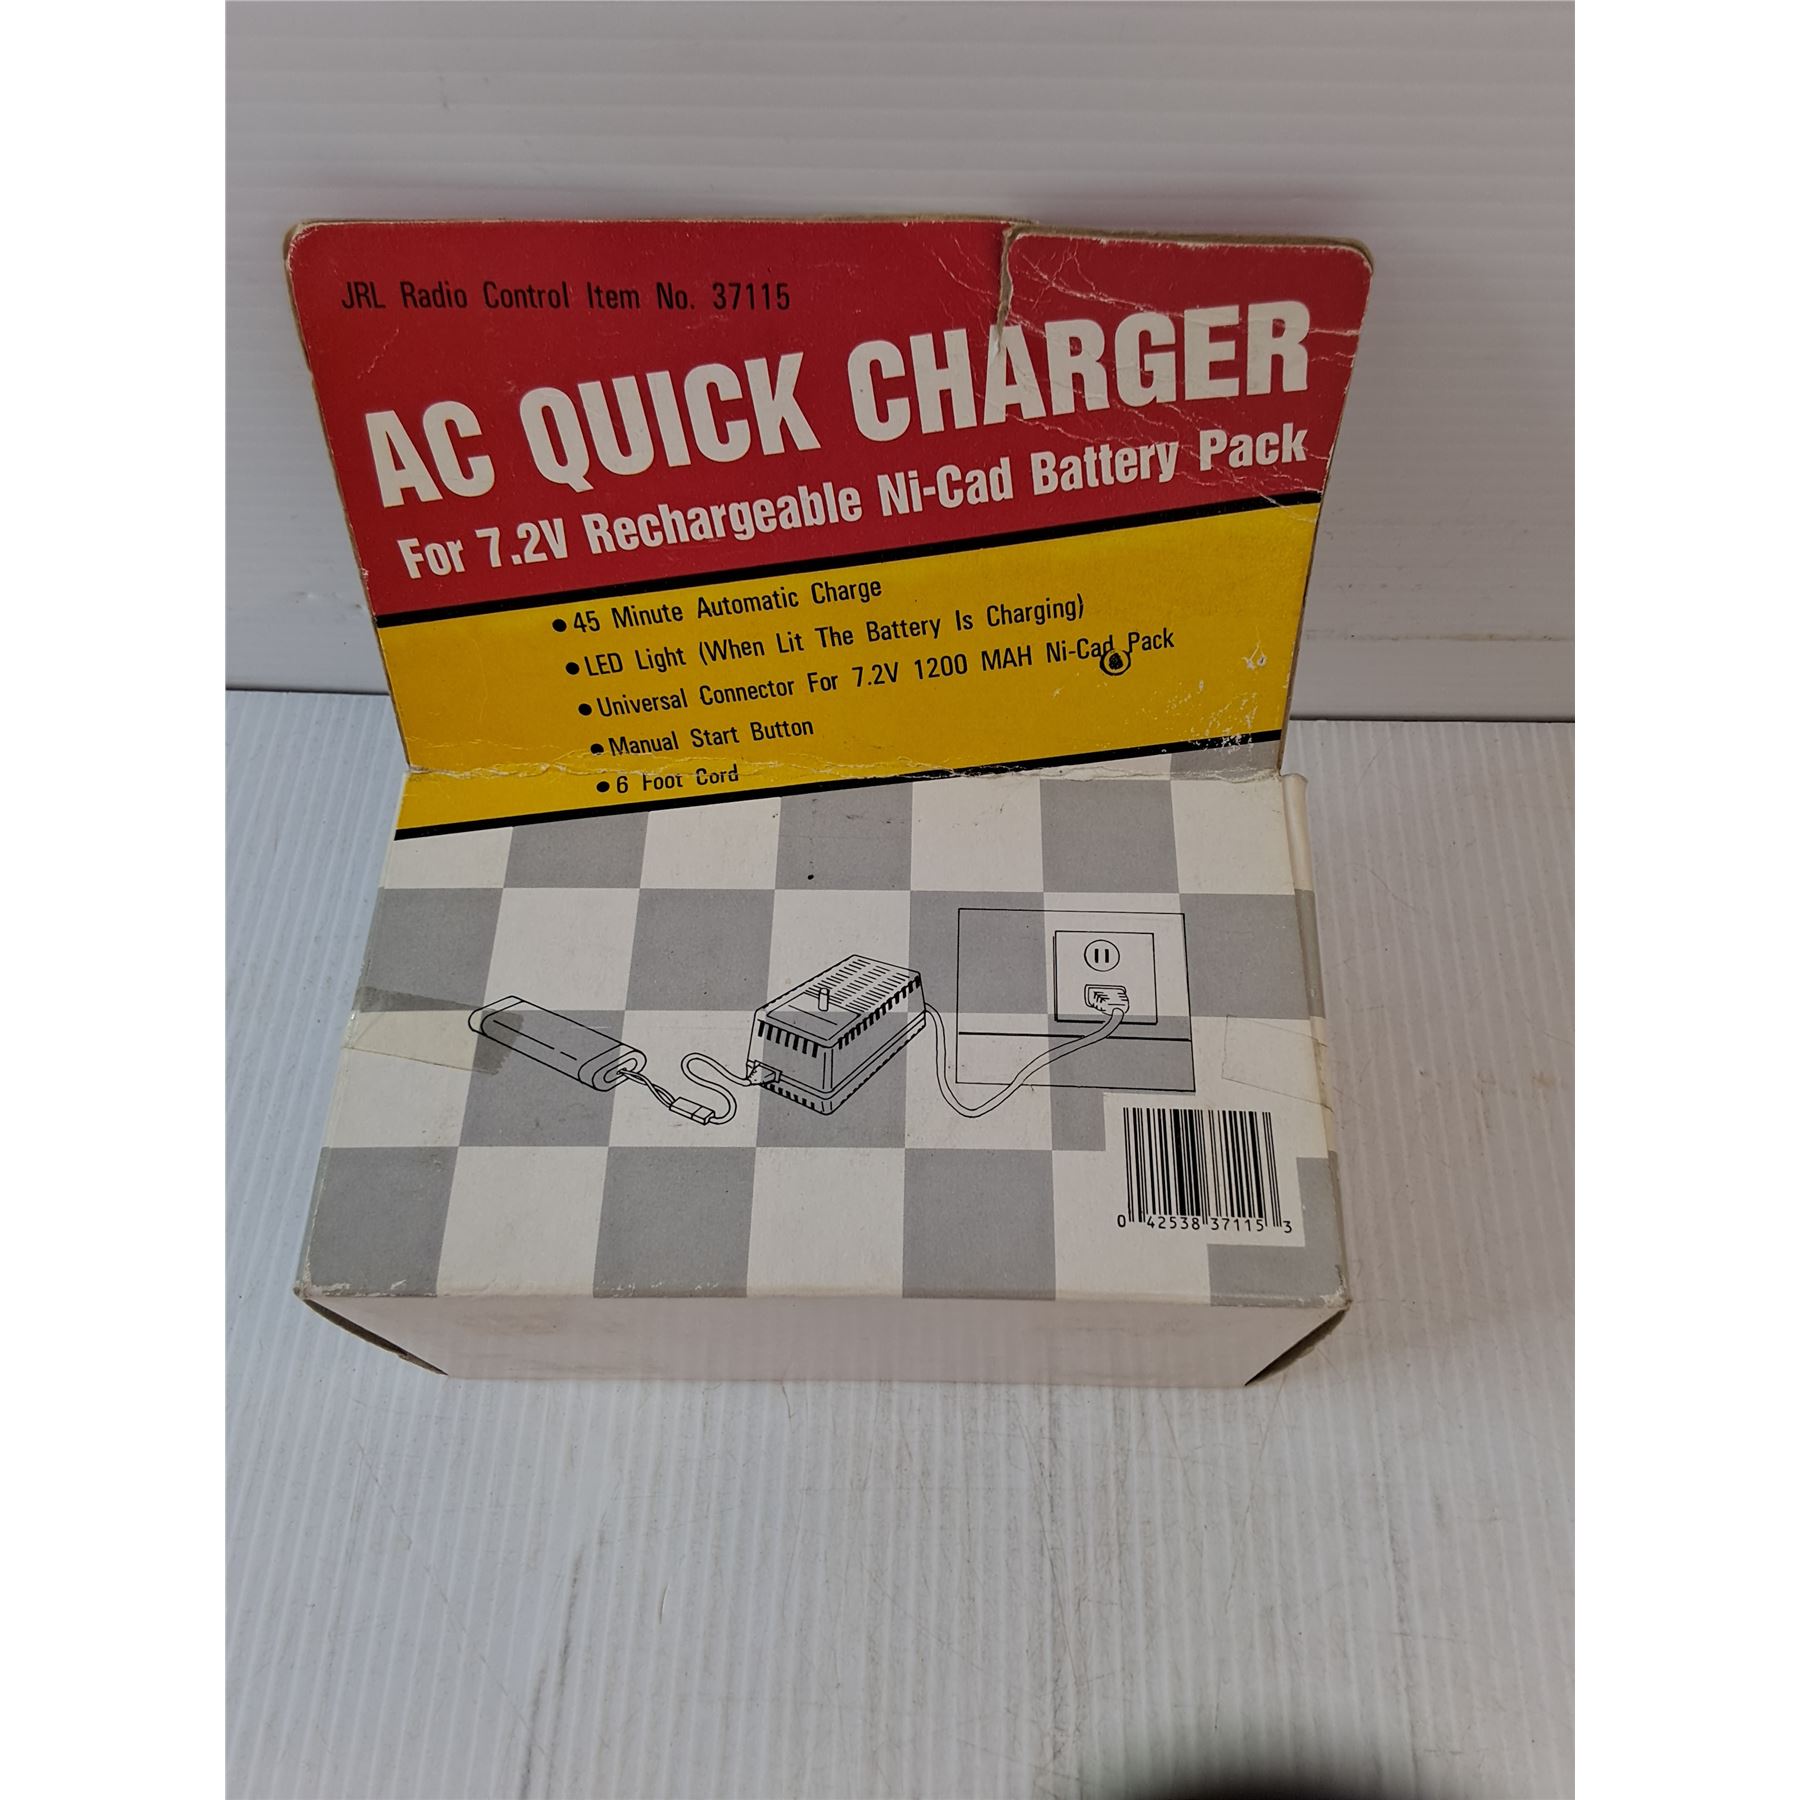 JRL Radio Control Item No. 37115
AC QUICK CHARGER
For 7.2V Rechargeable Ni-Cad Battery Pack
● 45 Minute Automatic Charge
● LED Light (When Lit The Battery Is Charging)
● Universal Connector For 7.2V 1200 MAH Ni-Cad Pack
● Manual Start Button
● 6 Foot Cord
0 42538 37115 3